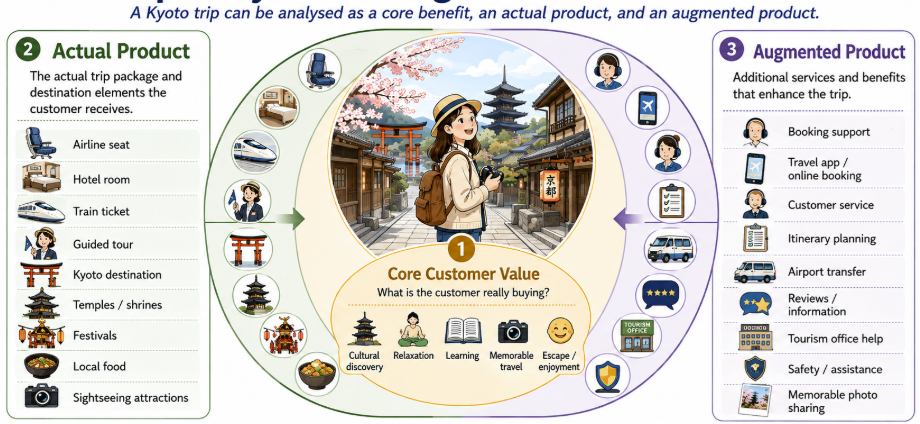 A Kyoto trip can be analysed as a core benefit, an actual product, and an augmented product.
2 Actual Product
The actual trip package and
destination elements the
customer receives.
Airline seat
Hotel room
Train ticket
Guided tour
Kyoto destination
Temples / shrines
Festivals
Local food
Sightseeing attractions
京都
1
Core Customer Value
What is the customer really buying?
Cultural
discovery
Relaxation
Learning
Memorable
travel
Escape /
enjoyment
TOURISM
OFFICE
3 Augmented Product
Additional services and benefits
that enhance the trip.
Booking support
Travel app /
online booking
Customer service
Itinerary planning
Airport transfer
Reviews /
information
Tourism office help
Safety / assistance
Memorable photo
sharing